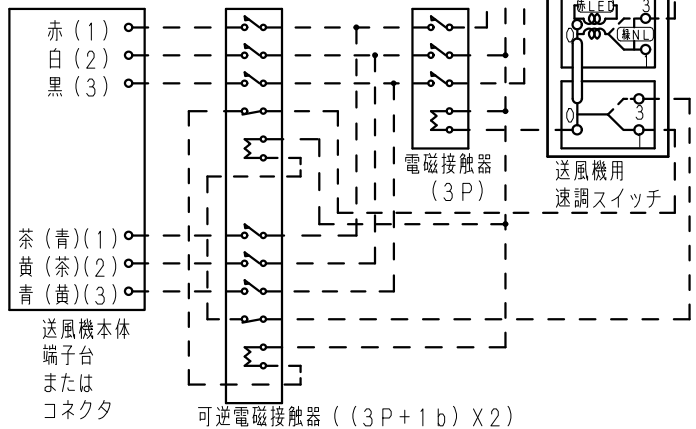 赤LED
3
0
緑NL
赤(1)
白(2)
黒(3)
0
3
電磁接触器
(3P)
送風機用
速調スイッチ
茶(青)(1)
黄(茶)(2)
青(黄)(3)
送風機本体
端子台
または
コネクタ
可逆電磁接触器((3P+1b)X2)